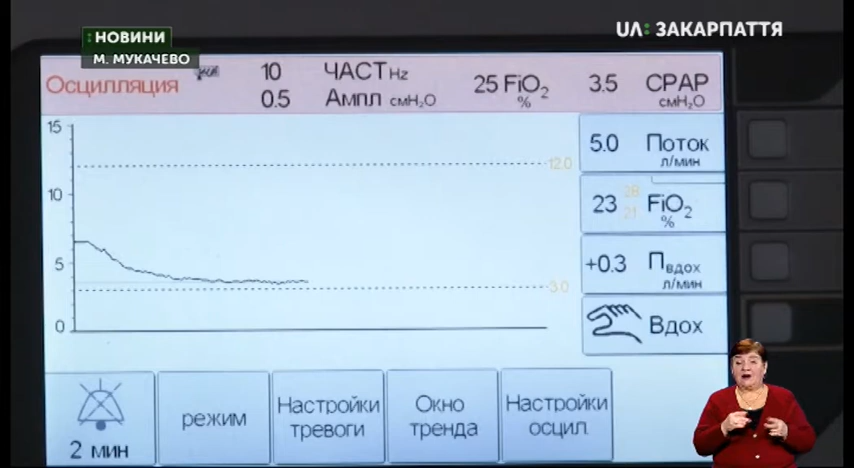 :НОВИНИ
М. МУКАЧЕВО
UA: ЗАКАРПАТТЯ
Осцилляция
10 ЧАСТ Hz
0.5 Ампл смH₂O
25 FiO₂ %
3.5 CPAP смH₂O
15
12.0
10
5
3.0
0
5.0 Поток л/мин
28
23 FiO₂ %
21
+0.3 Пвдох л/мин
Вдох
2 мин
режим
Настройки тревоги
Окно тренда
Настройки осцил